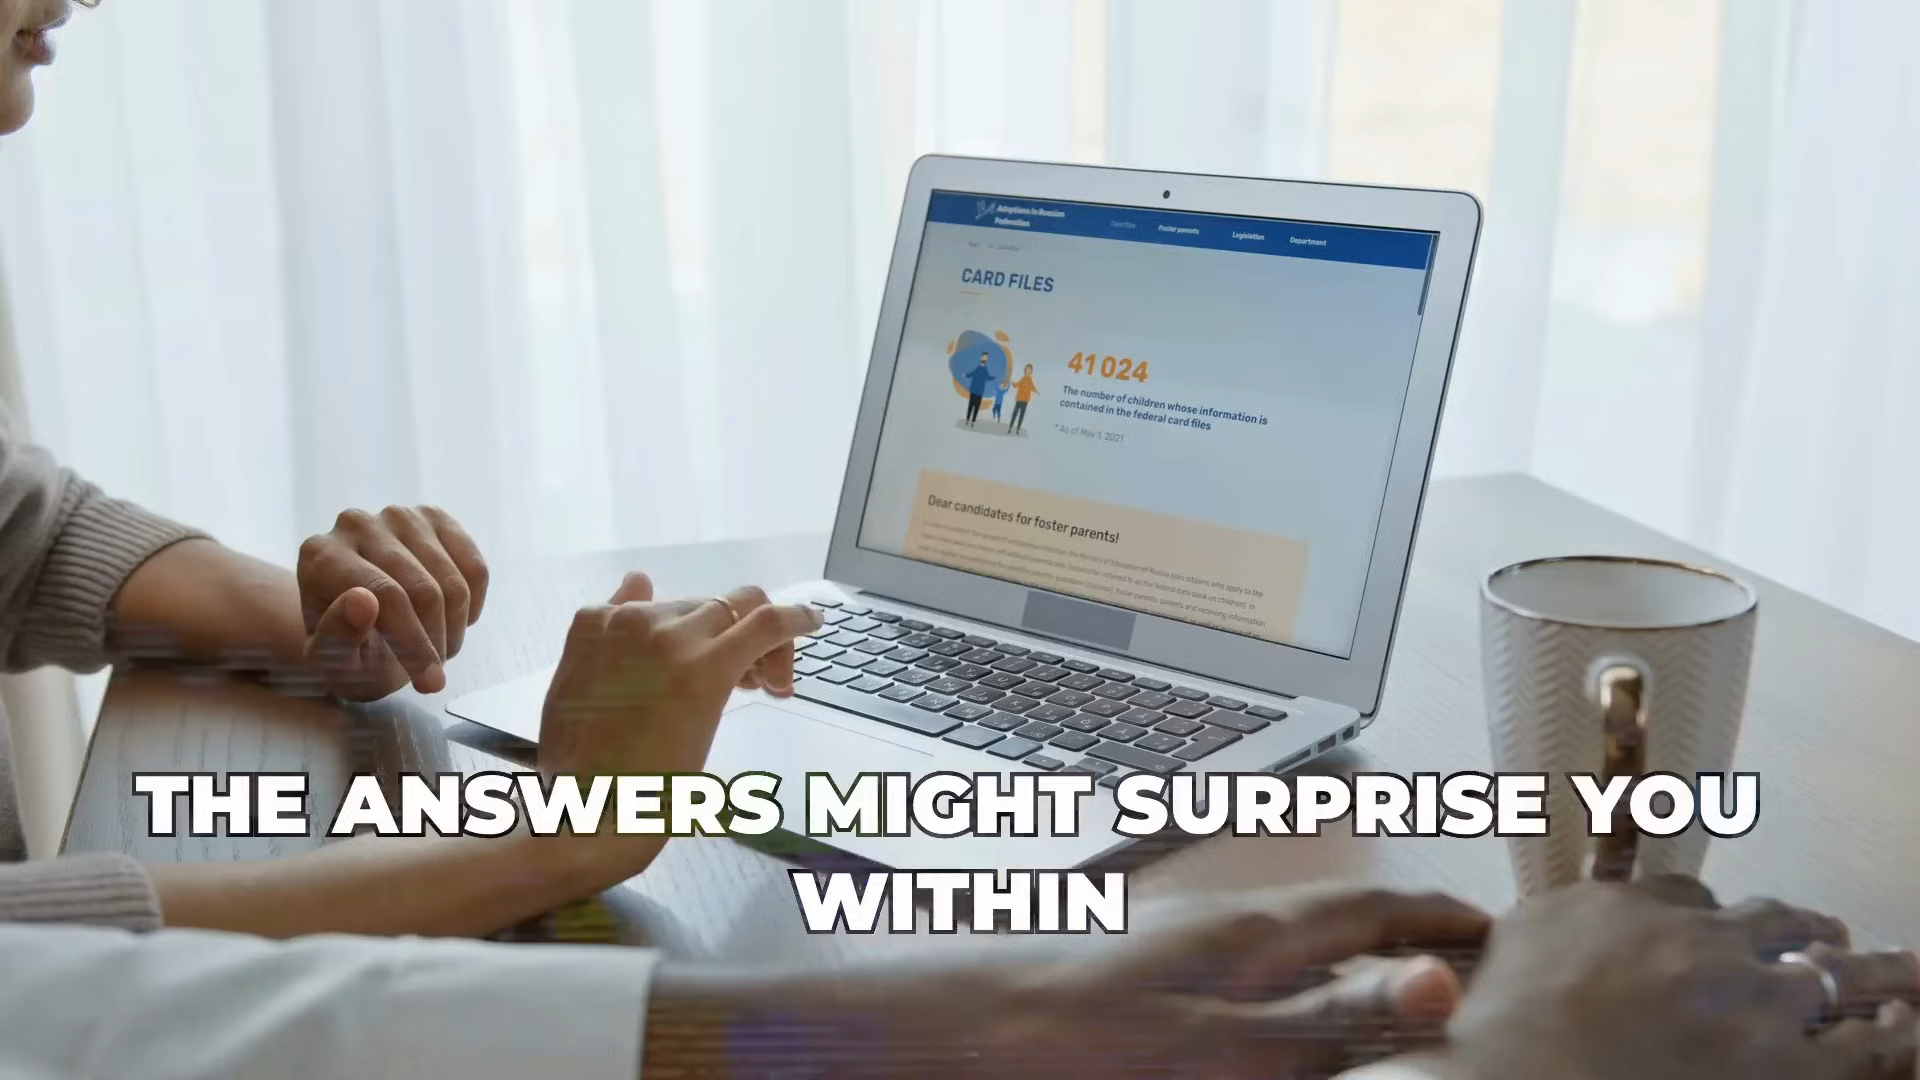 Adoptions in Russian
Federation
Card files
Foster parents
Legislation
Department
CARD FILES
41 024
The number of children whose information is
contained in the federal card files
* As of May 1, 2021
Dear candidates for foster parents!
THE ANSWERS MIGHT SURPRISE YOU
WITHIN